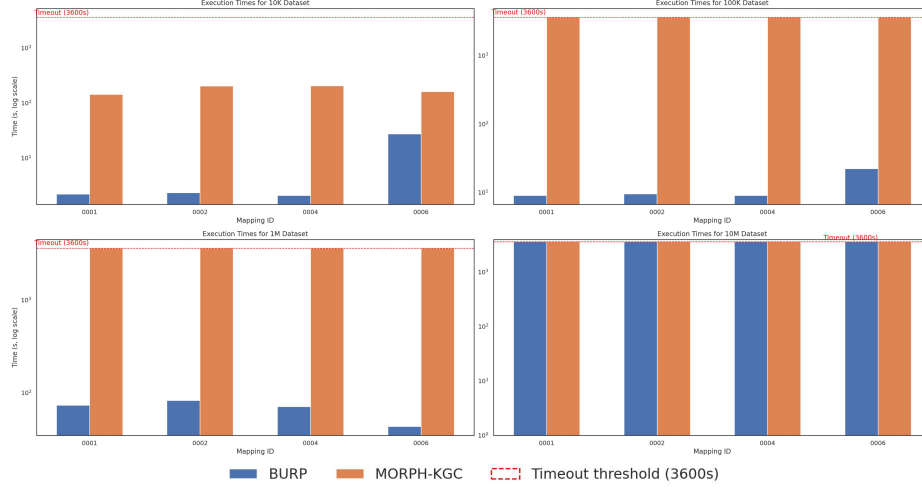 Execution Times for 10K Dataset
Timeout (3600s)
Time (s, log scale)
10³
10²
10¹
0001 0002 0004 0006
Mapping ID
Execution Times for 100K Dataset
Timeout (3600s)
10³
10²
10¹
0001 0002 0004 0006
Mapping ID
Execution Times for 1M Dataset
Timeout (3600s)
Time (s, log scale)
10³
10²
0001 0002 0004 0006
Mapping ID
Execution Times for 10M Dataset
Timeout (3600s)
10³
10²
10¹
10⁰
0001 0002 0004 0006
Mapping ID
BURP MORPH-KGC Timeout threshold (3600s)